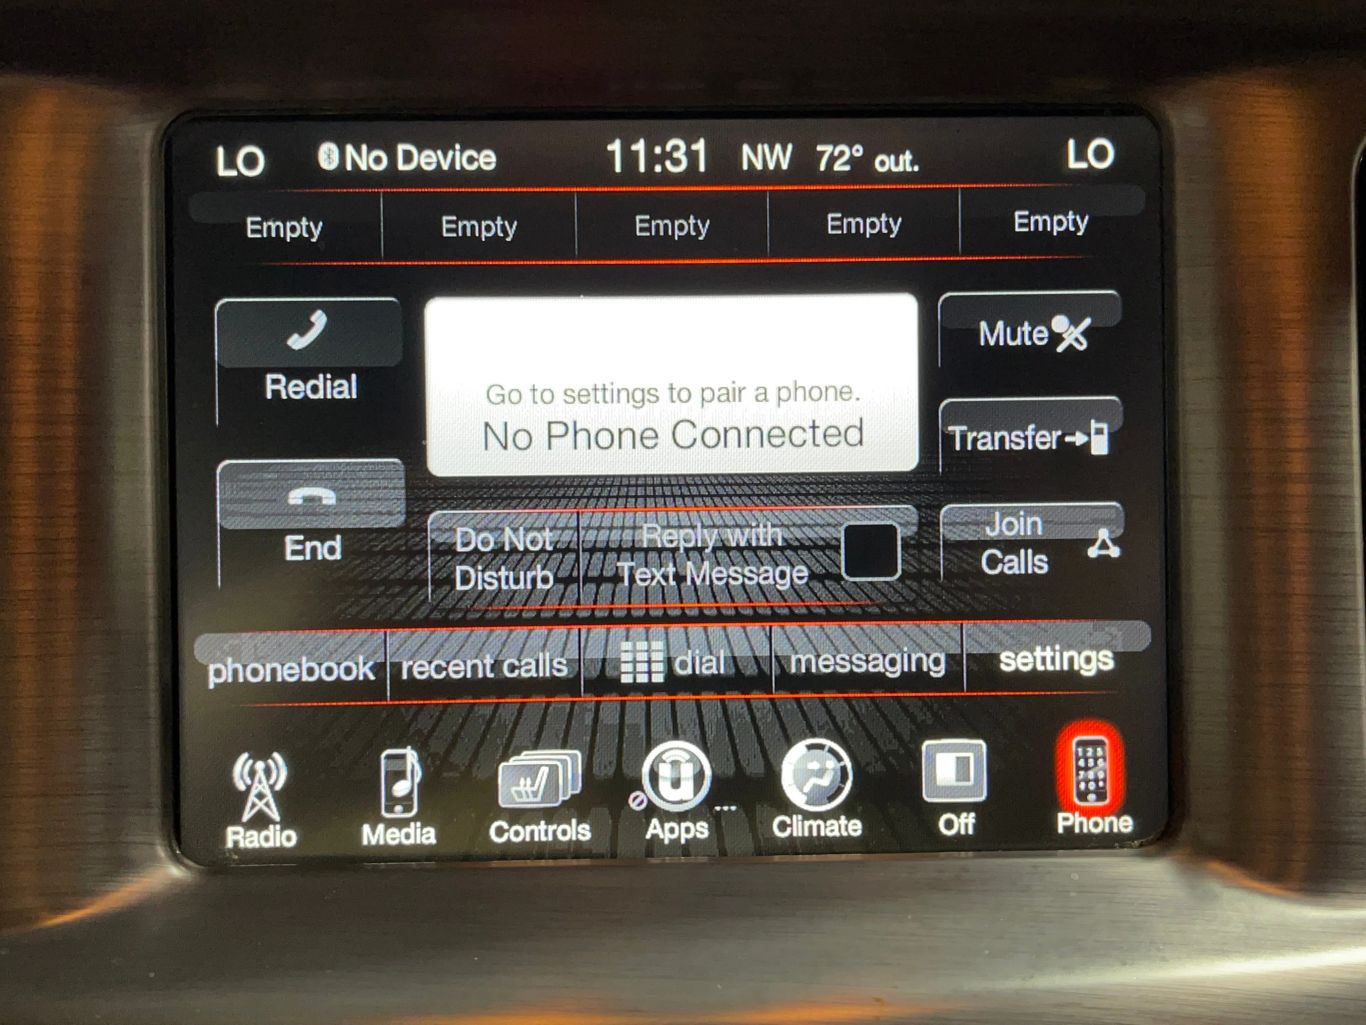 LO No Device 11:31 NW 72° out. LO
Empty Empty Empty Empty Empty
Redial
Go to settings to pair a phone.
No Phone Connected
Mute
Transfer
End
Do Not
Disturb
Reply with
Text Message
Join
Calls
phonebook recent calls dial messaging settings
Radio Media Controls Apps Climate Off Phone